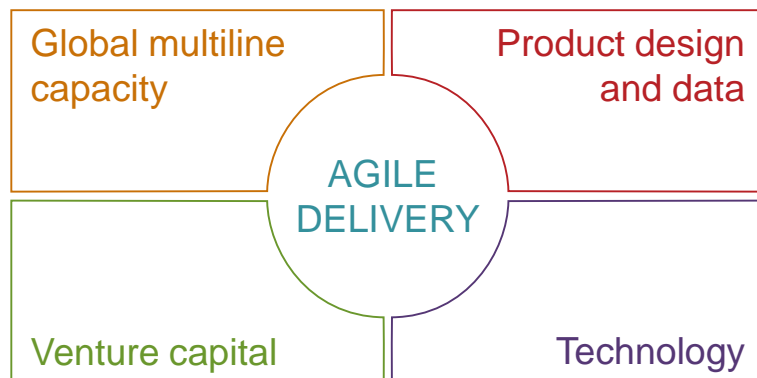 Global multiline
capacity
Product design
and data
AGILE
DELIVERY
Venture capital
Technology